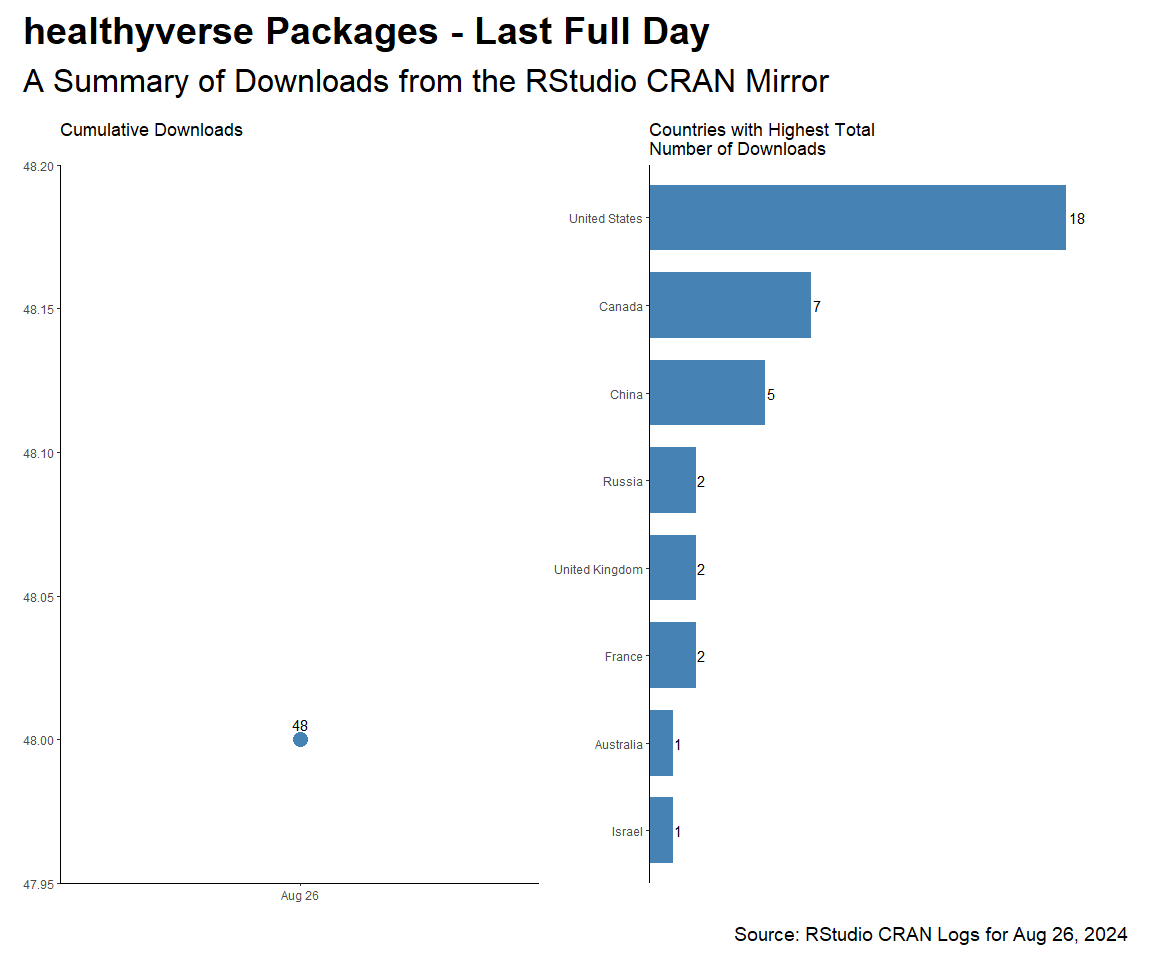 healthyverse Packages - Last Full Day
A Summary of Downloads from the RStudio CRAN Mirror
Cumulative Downloads
48.20
48.15
48.10
48.05
48.00
47.95
48
Aug 26
Countries with Highest Total
Number of Downloads
United States 18
Canada 7
China 5
Russia 2
United Kingdom 2
France 2
Australia 1
Israel 1
Source: RStudio CRAN Logs for Aug 26, 2024